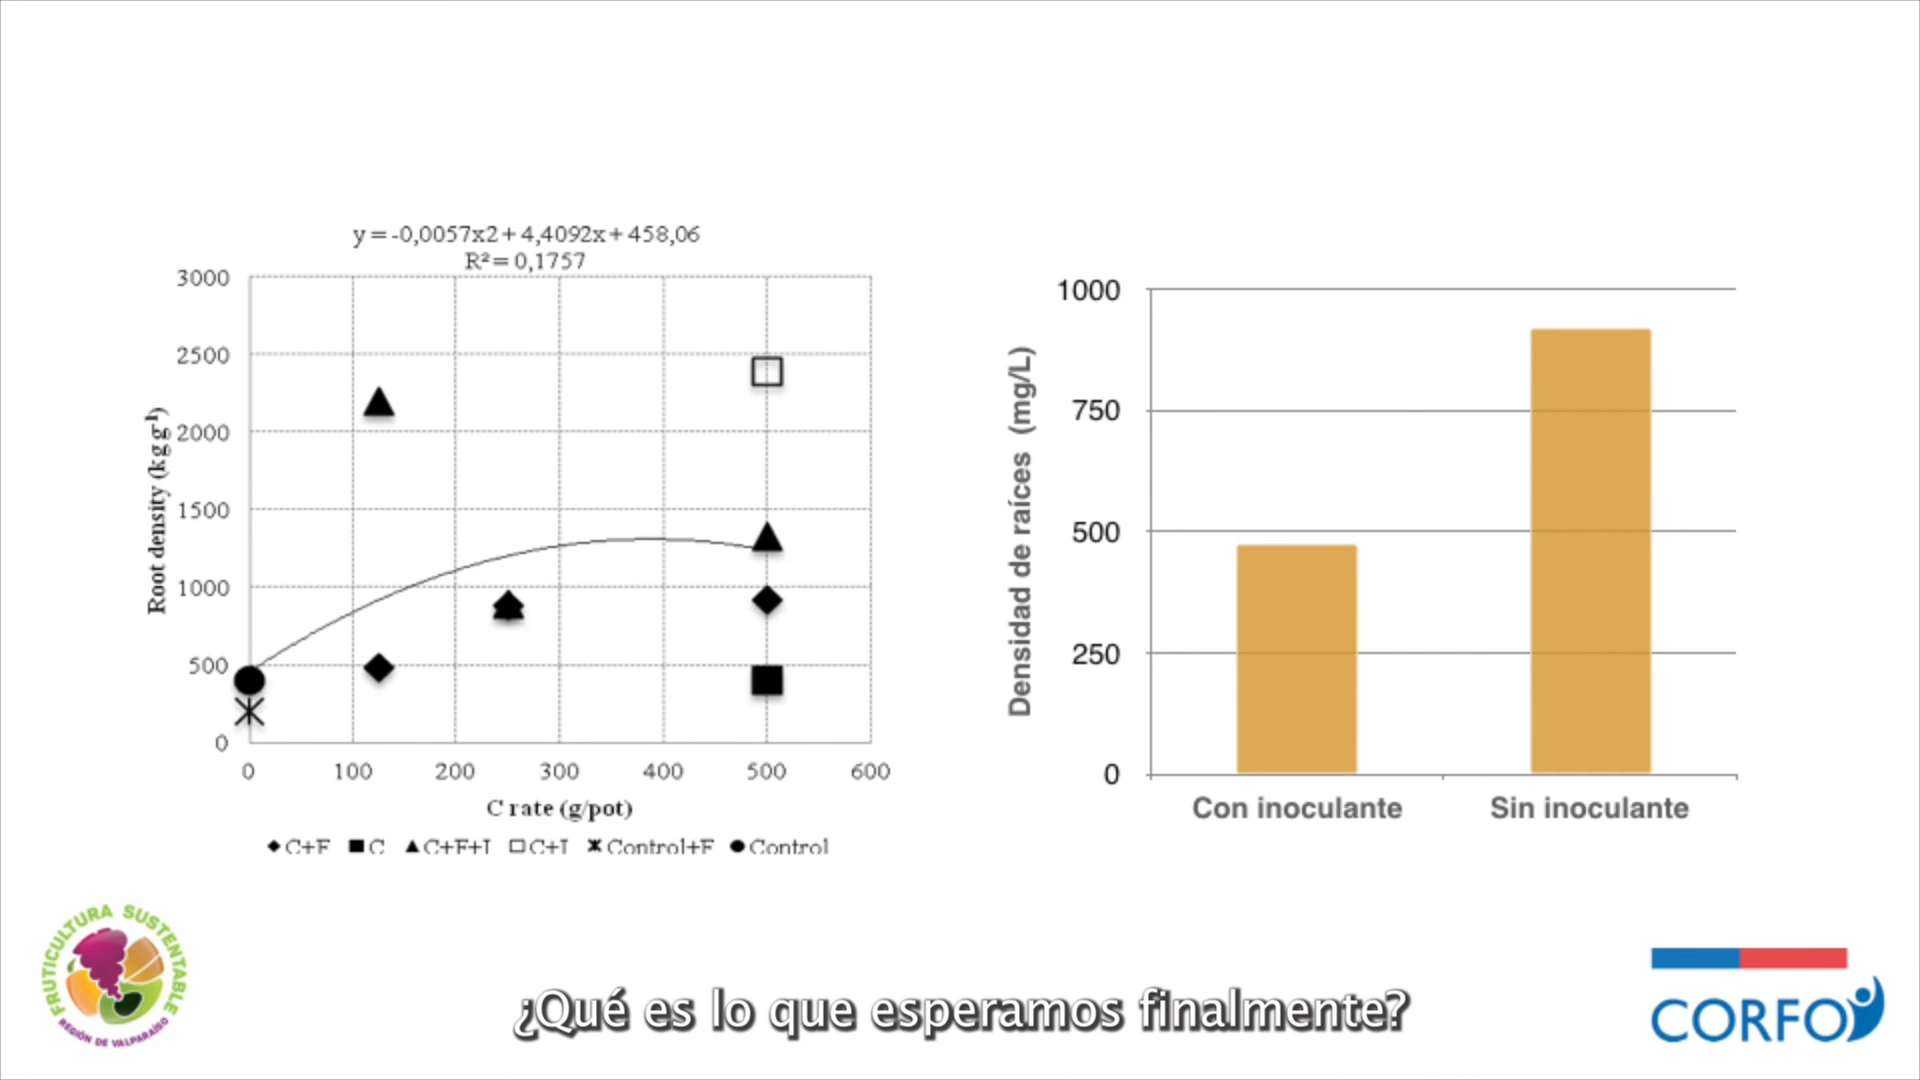 y = -0,0057x2 + 4,4092x + 458,06
R² = 0,1757
3000
2500
2000
1500
1000
500
0
Root density (kg g⁻¹)
0 100 200 300 400 500 600
C rate (g/pot)
C+F C C+F+I C+I Control+F Control
1000
750
500
250
0
Densidad de raíces (mg/L)
Con inoculante Sin inoculante
FRUTICULTURA SUSTENTABLE
REGIÓN DE VALPARAÍSO
¿Qué es lo que esperamos finalmente?
CORFO